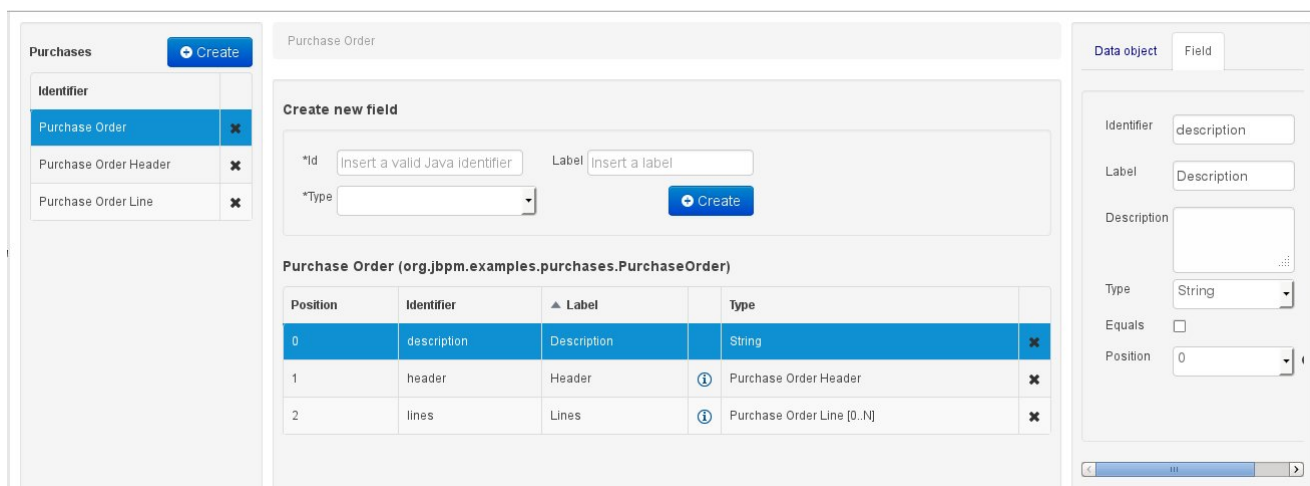 Purchases
Create
Identifier
Purchase Order
Purchase Order Header
Purchase Order Line
Purchase Order
Create new field
*Id Insert a valid Java identifier Label Insert a label
*Type
Create
Purchase Order (org.jbpm.examples.purchases.PurchaseOrder)
Position Identifier Label Type
0 description Description String
1 header Header Purchase Order Header
2 lines Lines Purchase Order Line [0..N]
Data object Field
Identifier description
Label Description
Description
Type String
Equals
Position 0